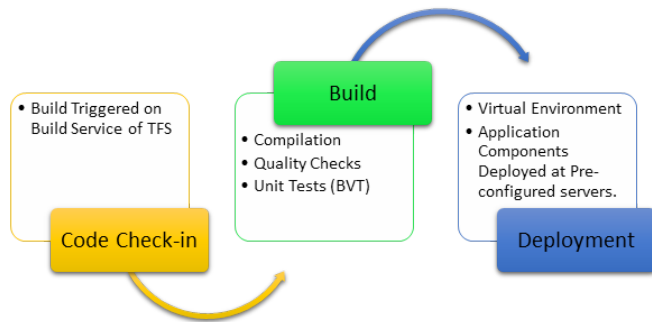 • Build Triggered on
Build Service of TFS
Code Check-in
Build
• Compilation
• Quality Checks
• Unit Tests (BVT)
• Virtual Environment
• Application
Components
Deployed at Pre-
configured servers.
Deployment